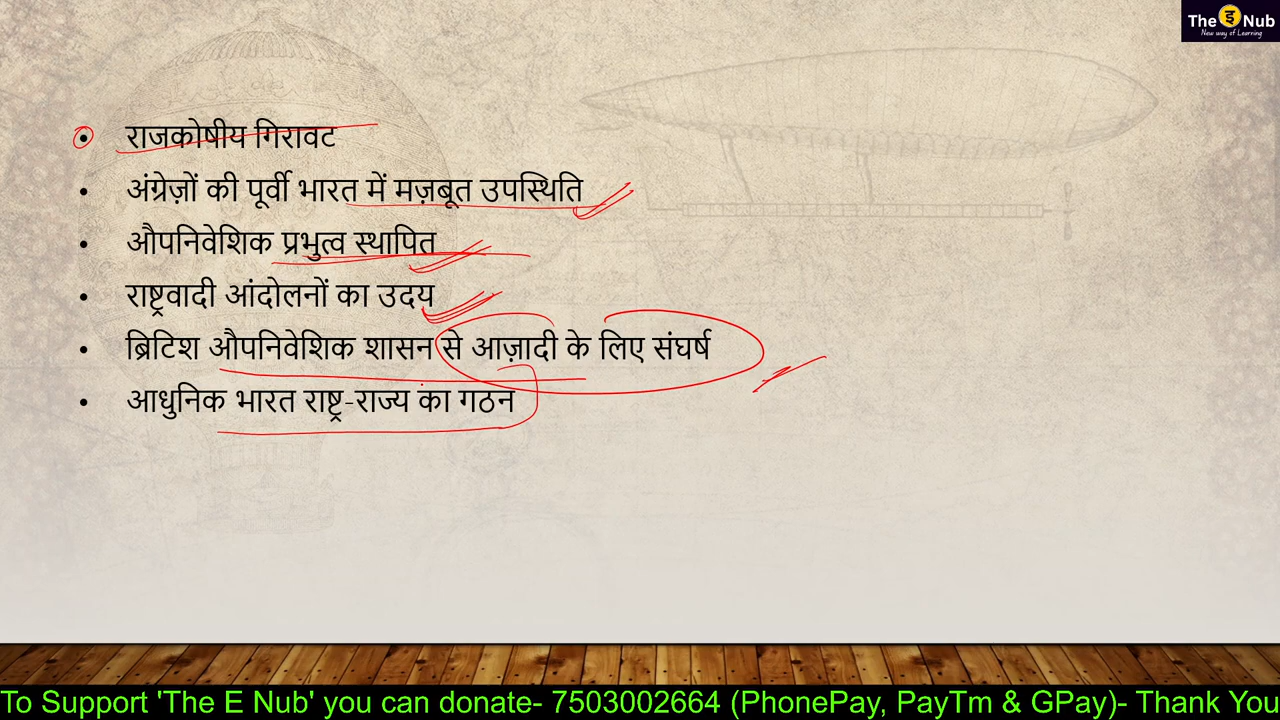 The इ Nub
New way of Learning
• राजकोषीय गिरावट
• अंग्रेज़ों की पूर्वी भारत में मज़बूत उपस्थिति
• औपनिवेशिक प्रभुत्व स्थापित
• राष्ट्रवादी आंदोलनों का उदय
• ब्रिटिश औपनिवेशिक शासन से आज़ादी के लिए संघर्ष
• आधुनिक भारत राष्ट्र-राज्य का गठन
To Support 'The E Nub' you can donate- 7503002664 (PhonePay, PayTm & GPay)- Thank You